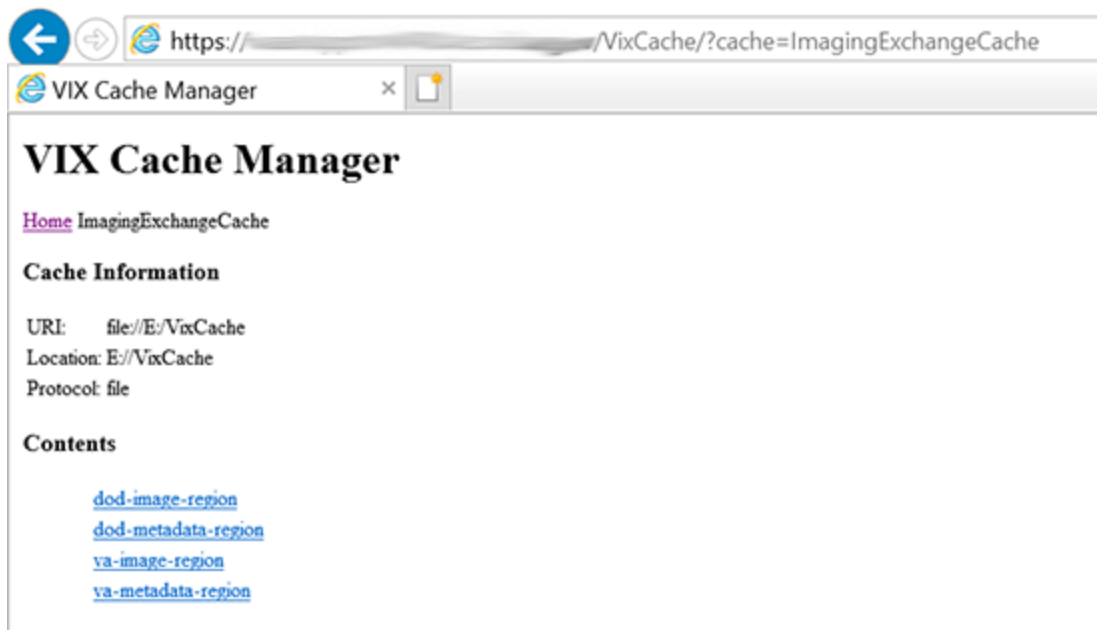 https:// /VixCache/?cache=ImagingExchangeCache
VIX Cache Manager
VIX Cache Manager
Home ImagingExchangeCache
Cache Information
URI: file://E:/VixCache
Location: E://VixCache
Protocol: file
Contents
dod-image-region
dod-metadata-region
va-image-region
va-metadata-region